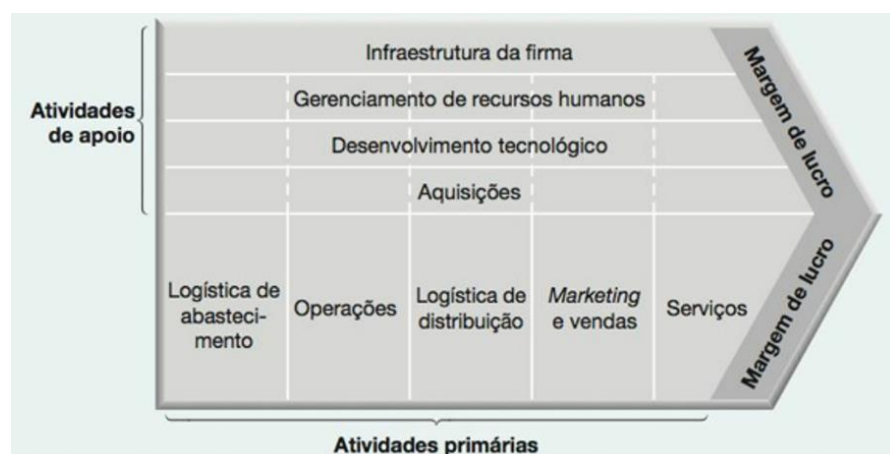 Infraestrutura da firma
Gerenciamento de recursos humanos
Desenvolvimento tecnológico
Aquisições
Atividades
de apoio
Margem de lucro
Logística de
abasteci-
mento
Operações
Logística de
distribuição
Marketing
e vendas
Serviços
Margem de lucro
Atividades primárias